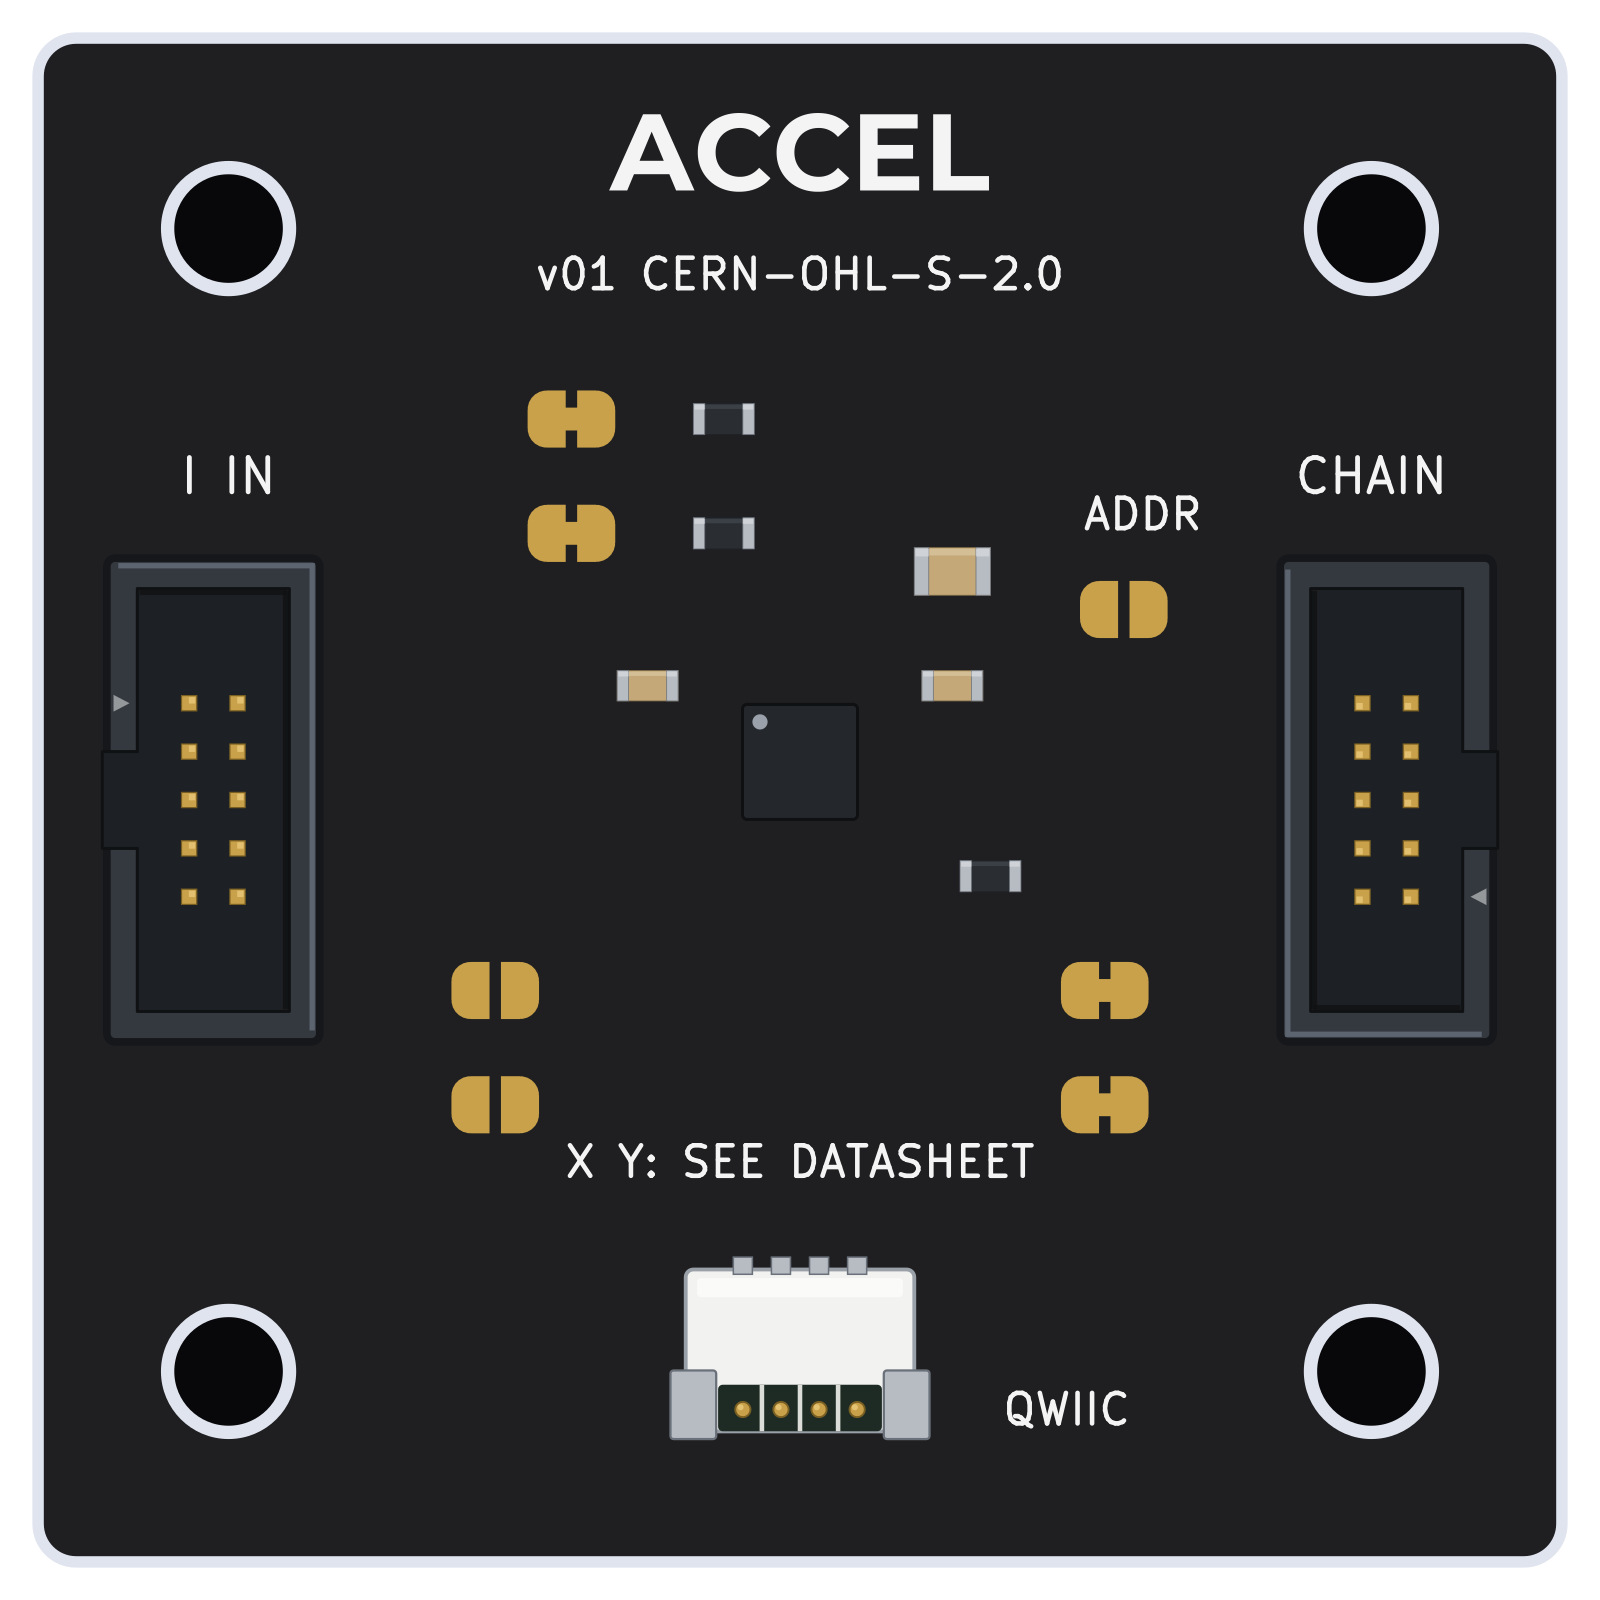 ACCEL
v01 CERN-OHL-S-2.0
I IN
CHAIN
ADDR
X Y: SEE DATASHEET
QWIIC